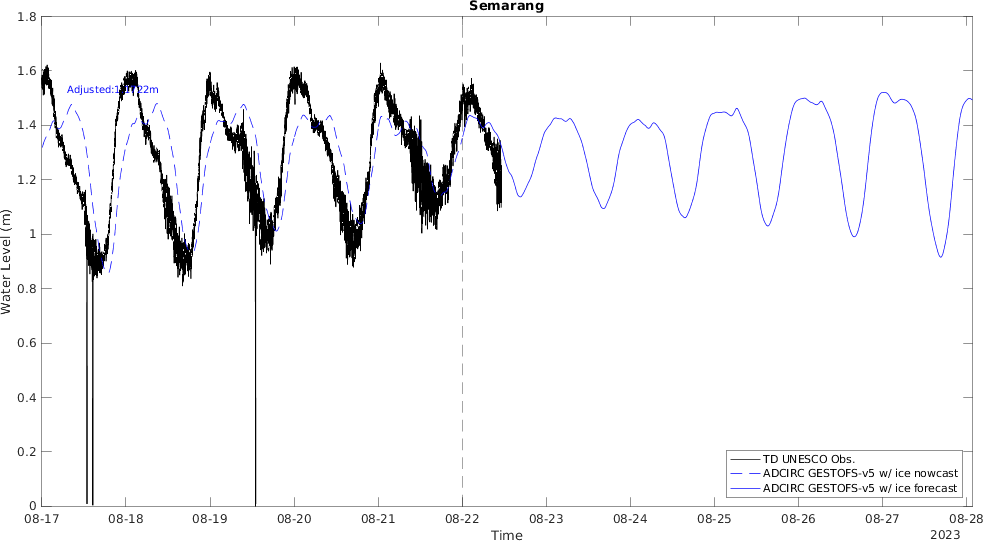 Semarang
1.8
1.6
1.4
1.2
1
0.8
0.6
0.4
0.2
0
Water Level (m)
TD UNESCO Obs.
ADCIRC GESTOFS-v5 w/ ice nowcast
ADCIRC GESTOFS-v5 w/ ice forecast
08-17 08-18 08-19 08-20 08-21 08-22 08-23 08-24 08-25 08-26 08-27 08-28
Time
2023